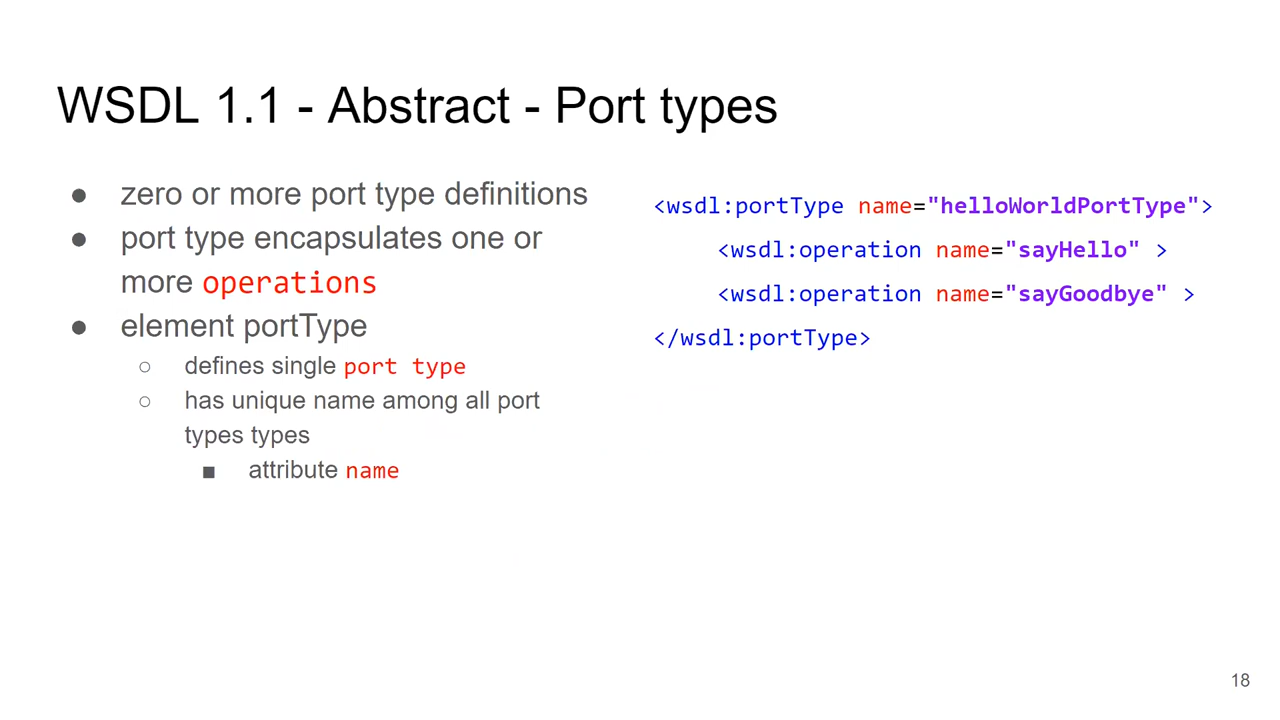 WSDL 1.1 - Abstract - Port types
● zero or more port type definitions
● port type encapsulates one or
more operations
● element portType
○ defines single port type
○ has unique name among all port
types types
■ attribute name
<wsdl:portType name="helloWorldPortType">
<wsdl:operation name="sayHello" >
<wsdl:operation name="sayGoodbye" >
</wsdl:portType>
18